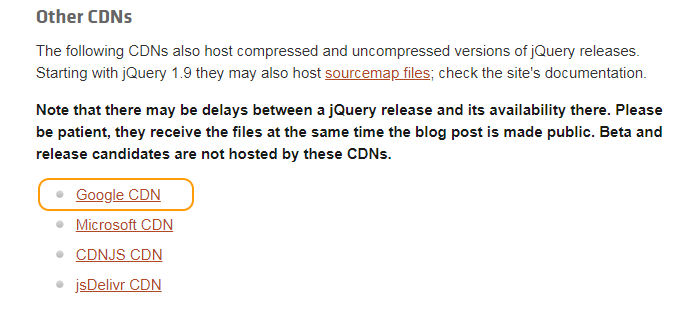 Other CDNs
The following CDNs also host compressed and uncompressed versions of jQuery releases.
Starting with jQuery 1.9 they may also host sourcemap files; check the site's documentation.
Note that there may be delays between a jQuery release and its availability there. Please
be patient, they receive the files at the same time the blog post is made public. Beta and
release candidates are not hosted by these CDNs.
Google CDN
Microsoft CDN
CDNJS CDN
jsDelivr CDN